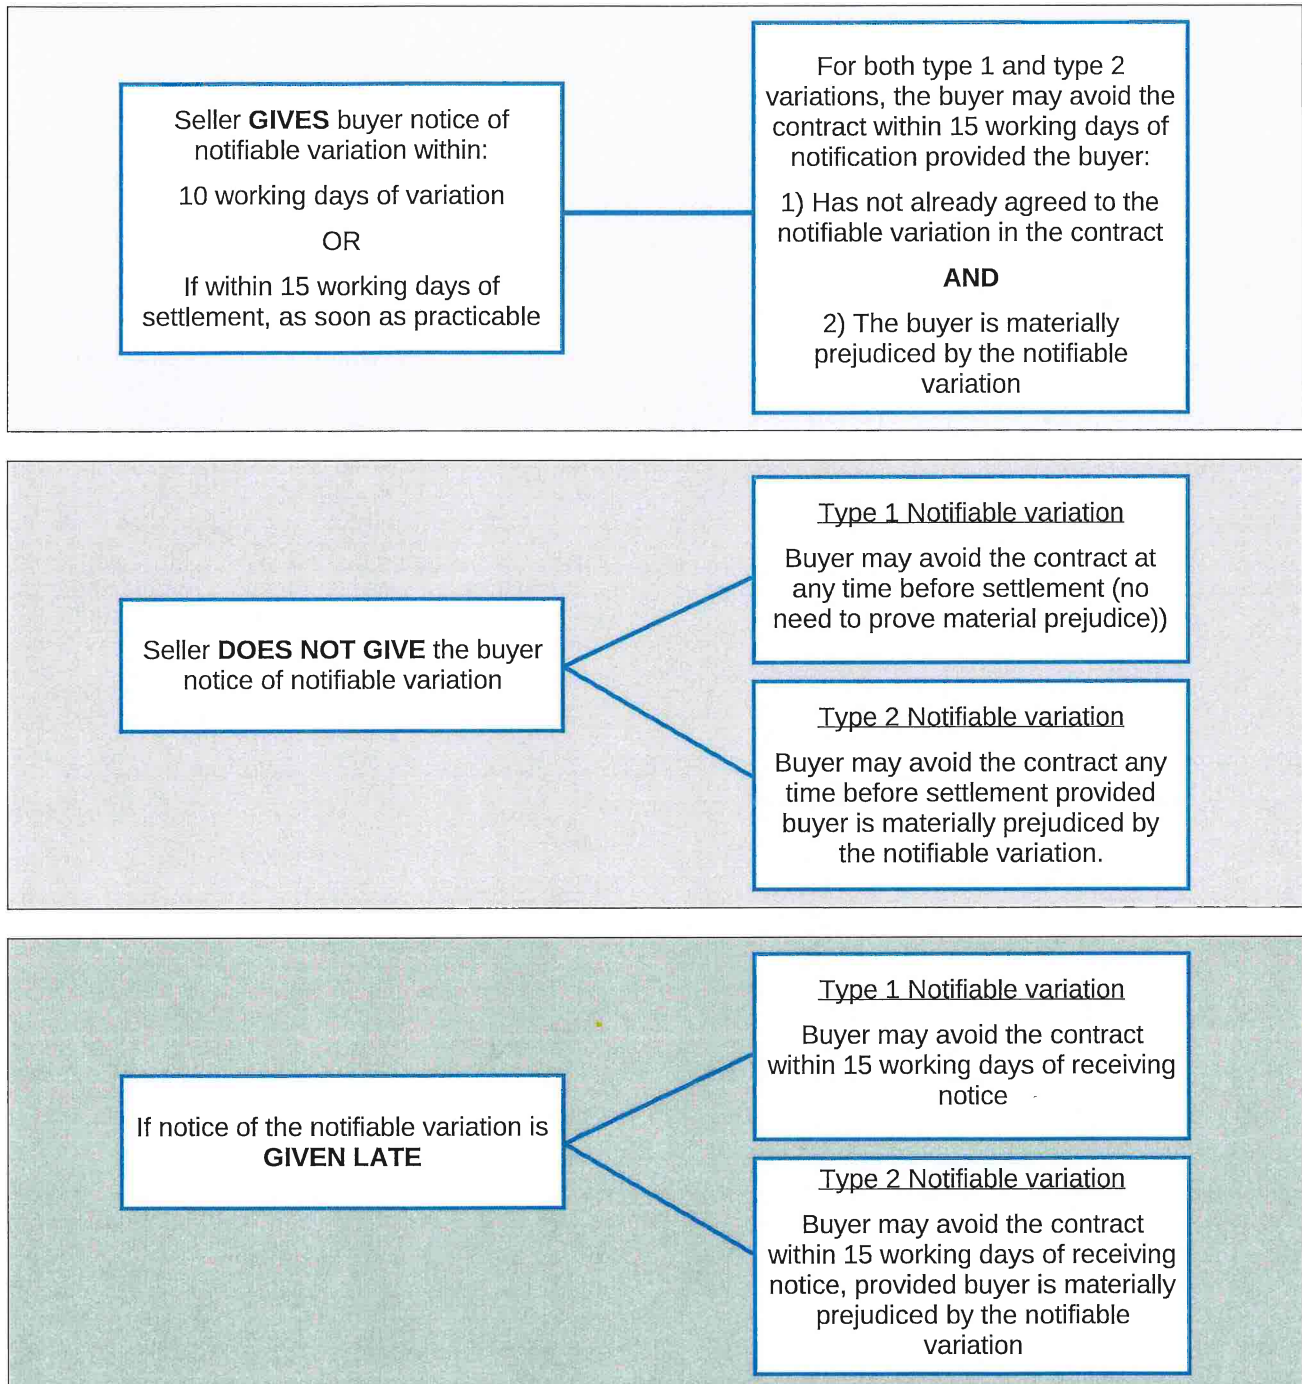 Seller GIVES buyer notice of
notifiable variation within:
10 working days of variation
OR
If within 15 working days of
settlement, as soon as practicable
For both type 1 and type 2
variations, the buyer may avoid the
contract within 15 working days of
notification provided the buyer:
1) Has not already agreed to the
notifiable variation in the contract
AND
2) The buyer is materially
prejudiced by the notifiable
variation
Seller DOES NOT GIVE the buyer
notice of notifiable variation
Type 1 Notifiable variation
Buyer may avoid the contract at
any time before settlement (no
need to prove material prejudice))
Type 2 Notifiable variation
Buyer may avoid the contract any
time before settlement provided
buyer is materially prejudiced by
the notifiable variation.
If notice of the notifiable variation is
GIVEN LATE
Type 1 Notifiable variation
Buyer may avoid the contract
within 15 working days of receiving
notice
Type 2 Notifiable variation
Buyer may avoid the contract
within 15 working days of receiving
notice, provided buyer is materially
prejudiced by the notifiable
variation